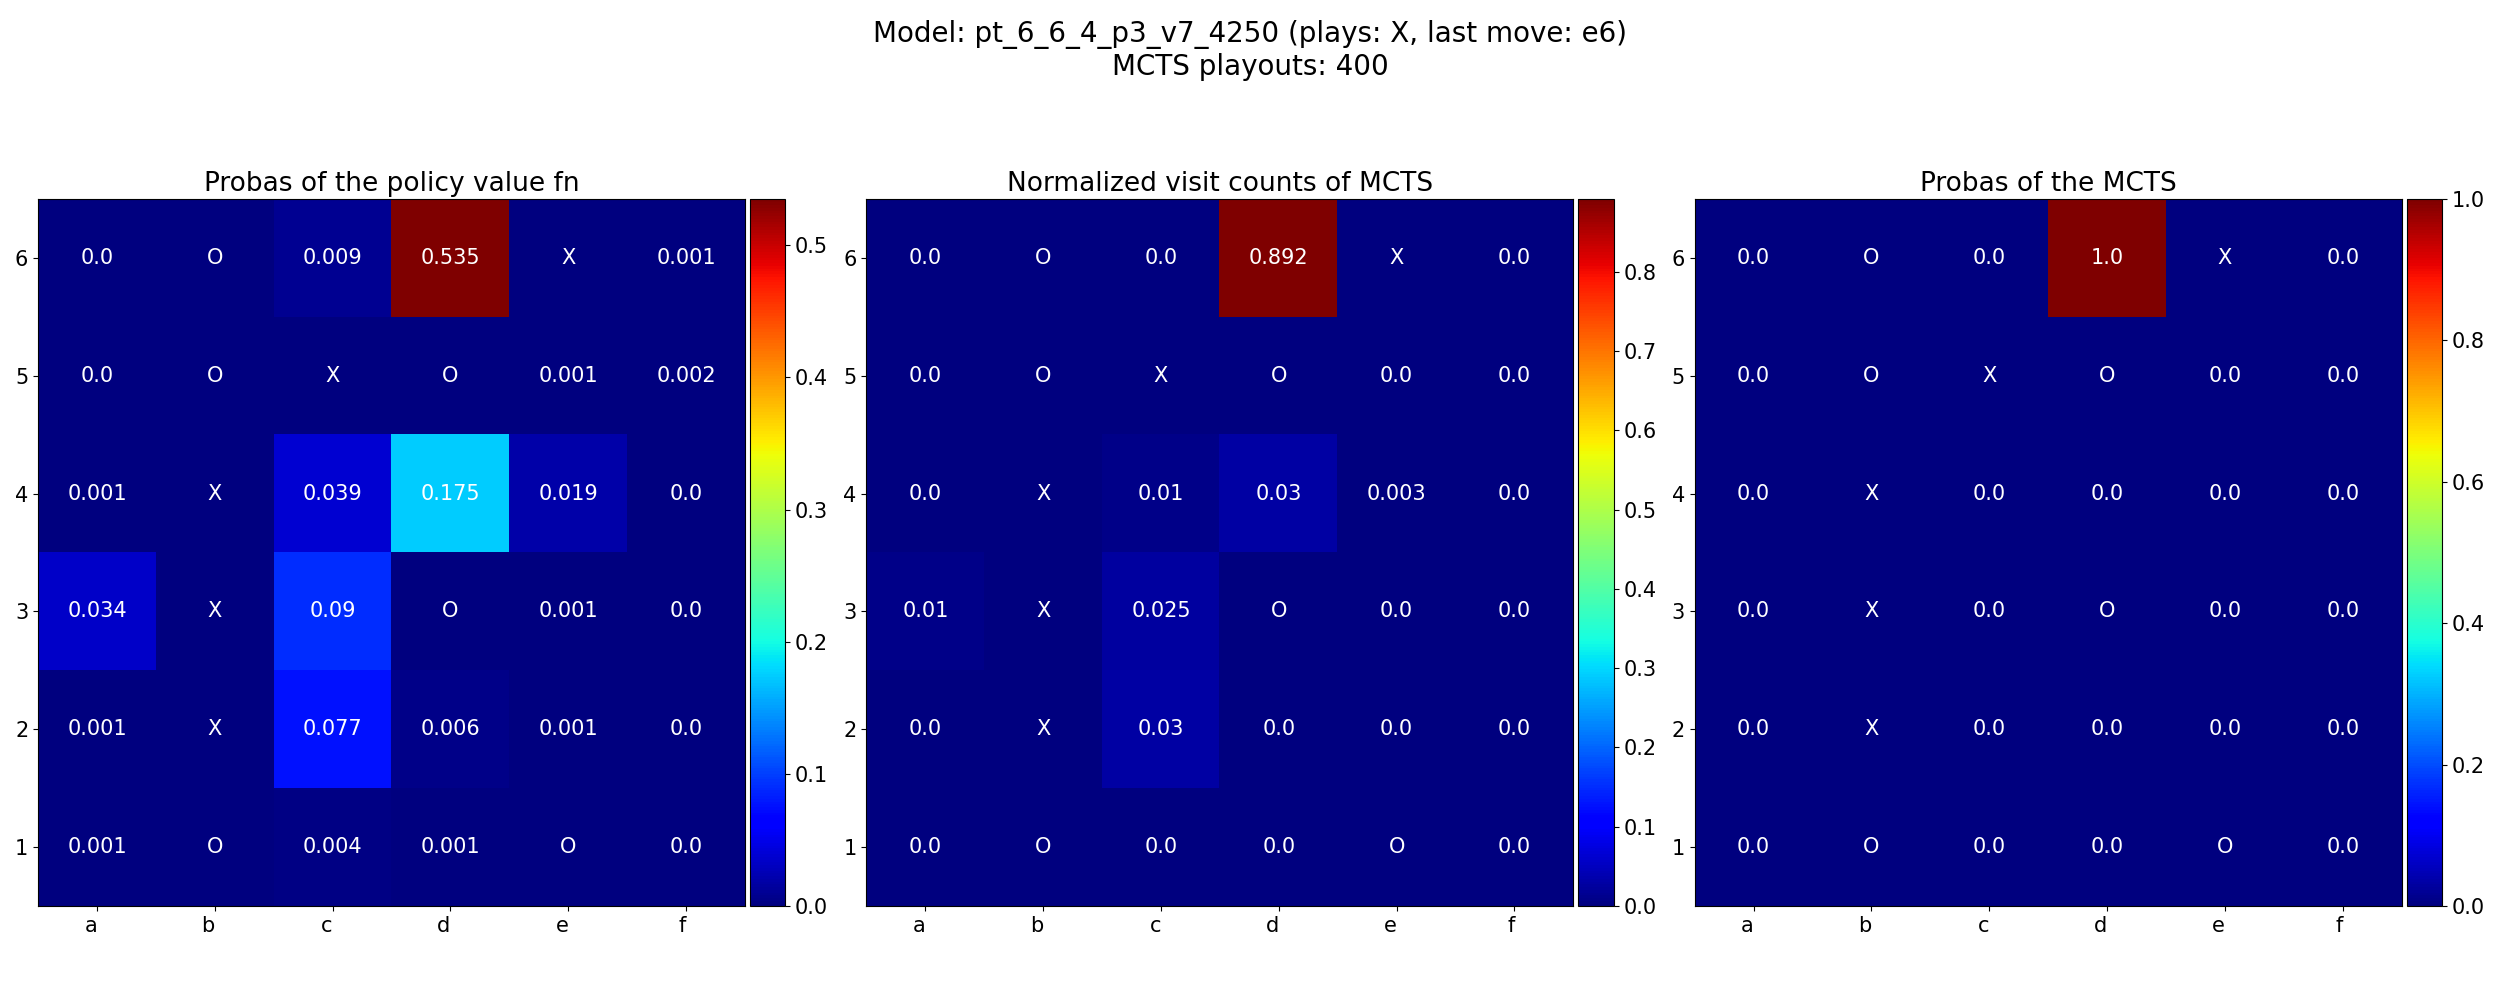 Model: pt_6_6_4_p3_v7_4250 (plays: X, last move: e6)
MCTS playouts: 400
Probas of the policy value fn
6 0.0 O 0.009 0.535 X 0.001
5 0.0 O X O 0.001 0.002
4 0.001 X 0.039 0.175 0.019 0.0
3 0.034 X 0.09 O 0.001 0.0
2 0.001 X 0.077 0.006 0.001 0.0
1 0.001 O 0.004 0.001 O 0.0
a b c d e f
0.5
0.4
0.3
0.2
0.1
0.0
Normalized visit counts of MCTS
6 0.0 O 0.0 0.892 X 0.0
5 0.0 O X O 0.0 0.0
4 0.0 X 0.01 0.03 0.003 0.0
3 0.01 X 0.025 O 0.0 0.0
2 0.0 X 0.03 0.0 0.0 0.0
1 0.0 O 0.0 0.0 O 0.0
a b c d e f
0.8
0.7
0.6
0.5
0.4
0.3
0.2
0.1
0.0
Probas of the MCTS
6 0.0 O 0.0 1.0 X 0.0
5 0.0 O X O 0.0 0.0
4 0.0 X 0.0 0.0 0.0 0.0
3 0.0 X 0.0 O 0.0 0.0
2 0.0 X 0.0 0.0 0.0 0.0
1 0.0 O 0.0 0.0 O 0.0
a b c d e f
1.0
0.8
0.6
0.4
0.2
0.0